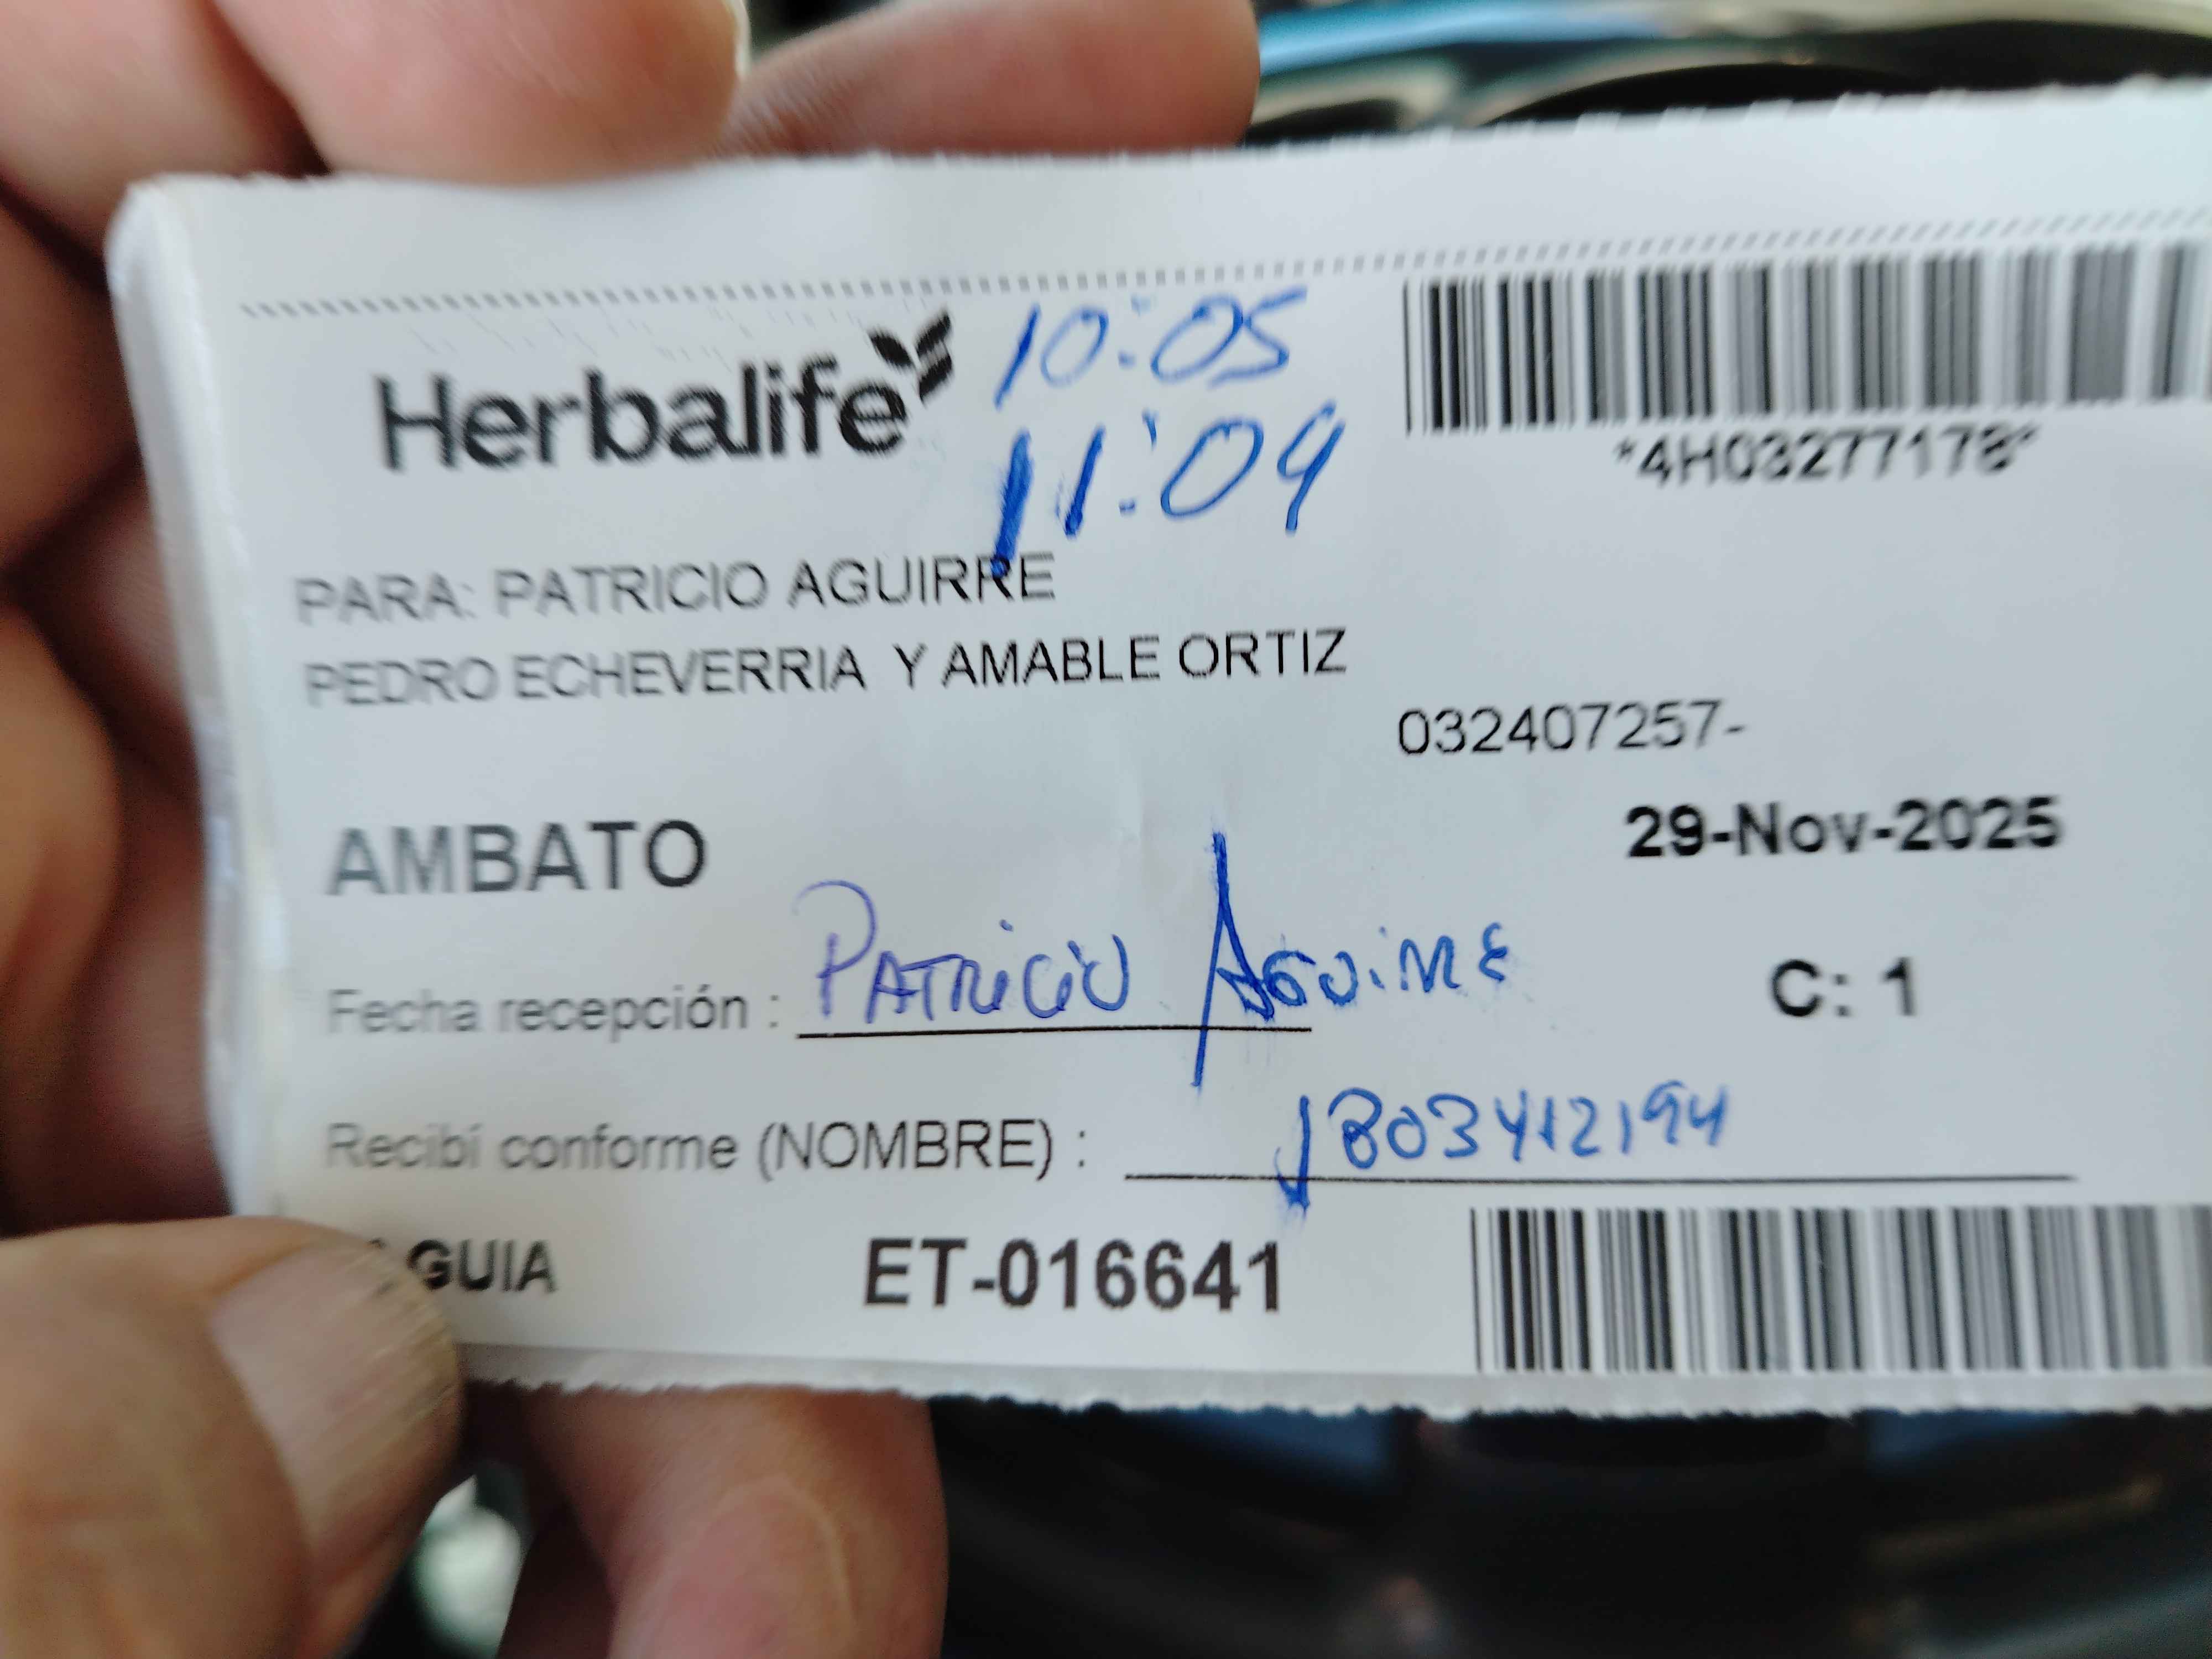 Herbalife 10:05
11:09
*4H03277178*
PARA: PATRICIO AGUIRRE
PEDRO ECHEVERRIA Y AMABLE ORTIZ
032407257-
AMBATO
29-Nov-2025
Fecha recepción : PATRICIO AGUIRRE
C: 1
Recibí conforme (NOMBRE) : 1803412194
GUIA ET-016641